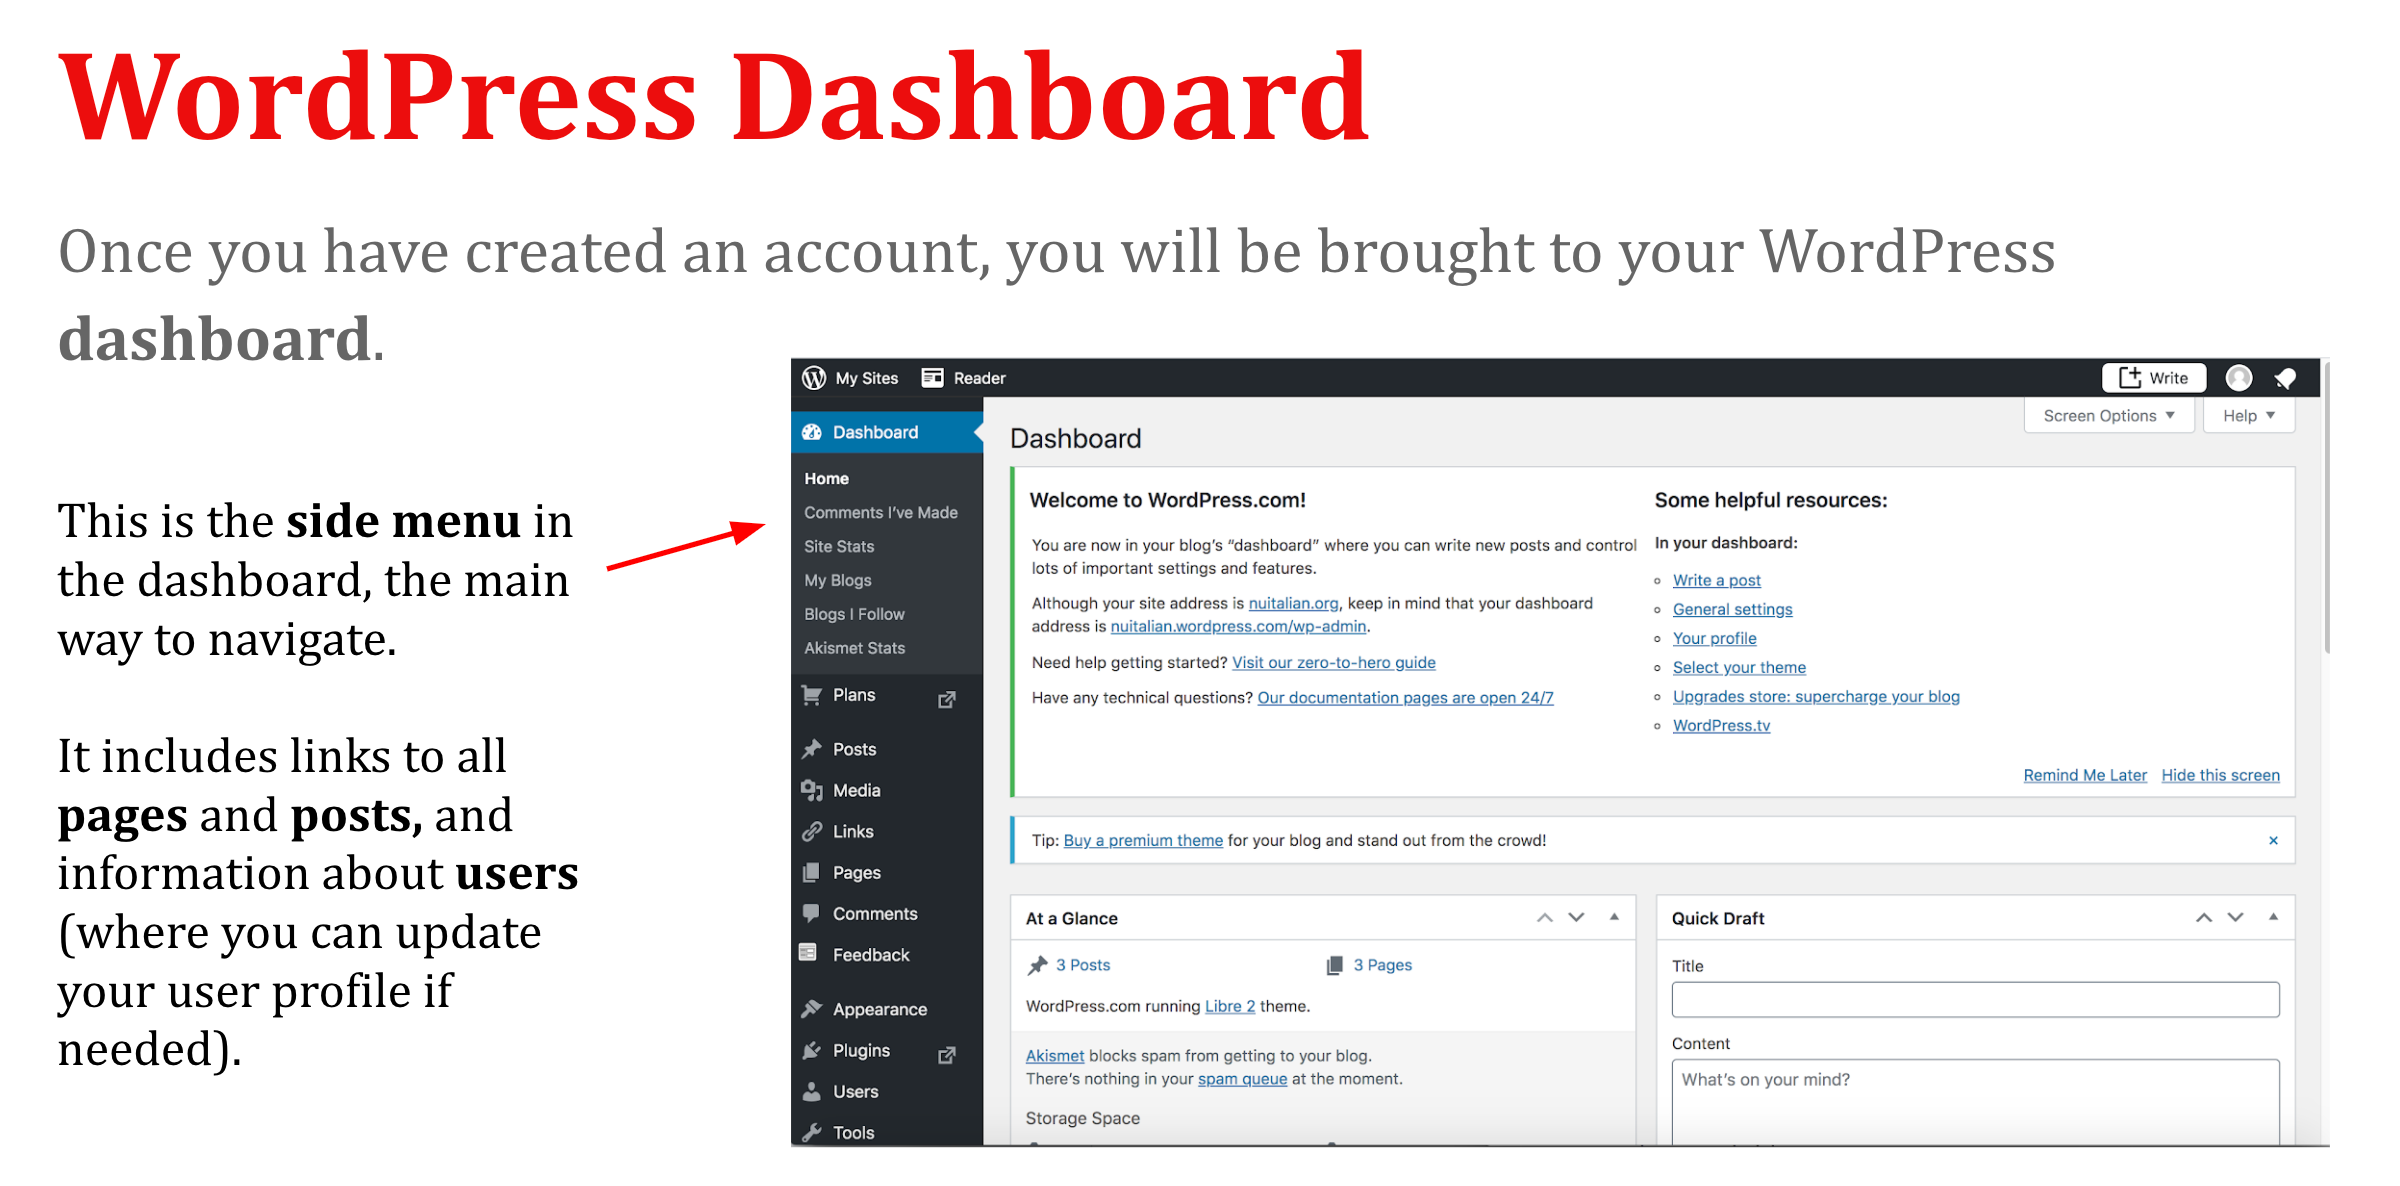 WordPress Dashboard
Once you have created an account, you will be brought to your WordPress
dashboard.
This is the side menu in
the dashboard, the main
way to navigate.
It includes links to all
pages and posts, and
information about users
(where you can update
your user profile if
needed).
My Sites Reader Write
Dashboard
Home
Comments I've Made
Site Stats
My Blogs
Blogs I Follow
Akismet Stats
Plans
Posts
Media
Links
Pages
Comments
Feedback
Appearance
Plugins
Users
Tools
Screen Options ▼ Help ▼
Dashboard
Welcome to WordPress.com!
You are now in your blog's “dashboard” where you can write new posts and control
lots of important settings and features.
Although your site address is nuitalian.org, keep in mind that your dashboard
address is nuitalian.wordpress.com/wp-admin.
Need help getting started? Visit our zero-to-hero guide
Have any technical questions? Our documentation pages are open 24/7
Some helpful resources:
In your dashboard:
Write a post
General settings
Your profile
Select your theme
Upgrades store: supercharge your blog
WordPress.tv
Remind Me Later Hide this screen
Tip: Buy a premium theme for your blog and stand out from the crowd!
At a Glance
3 Posts 3 Pages
WordPress.com running Libre 2 theme.
Akismet blocks spam from getting to your blog.
There's nothing in your spam queue at the moment.
Storage Space
Quick Draft
Title
Content
What's on your mind?